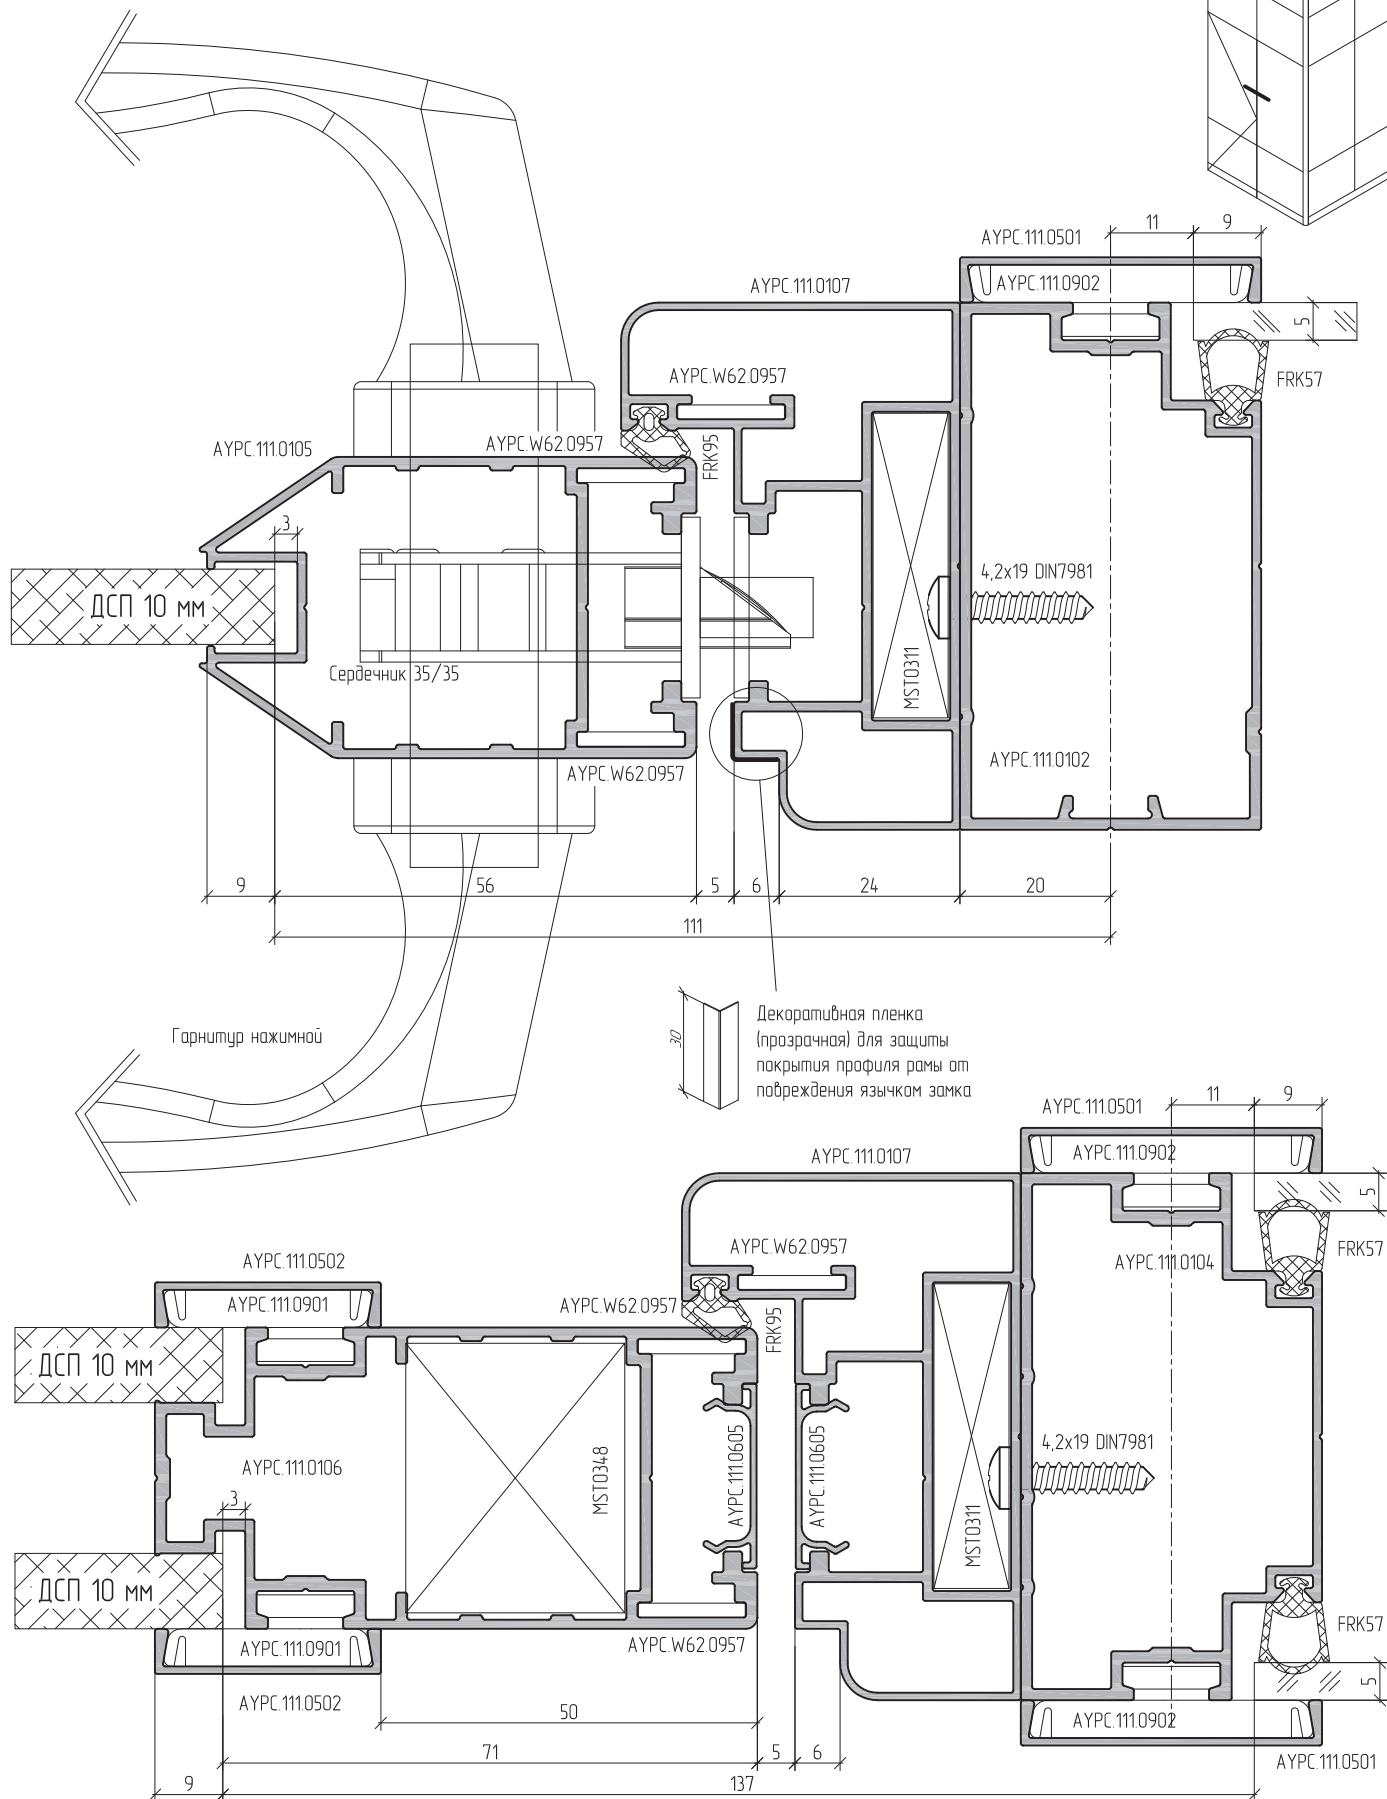 11
9
AYPC.111.0501
AYPC.111.0902
AYPC.111.0107
5
AYPC.W62.0957
FRK57
AYPC.111.0105
AYPC.W62.0957
FRK95
3
4,2x19 DIN7981
ДСП 10 мм
Сердечник 35/35
MST0311
AYPC.111.0102
AYPC.W62.0957
9
56
5
6
24
20
111
30
Декоративная пленка
(прозрачная) для защиты
покрытия профиля рамы от
повреждения язычком замка
Гарнитур нажимной
11
9
AYPC.111.0501
AYPC.111.0902
AYPC.111.0107
5
AYPC.W62.0957
FRK57
AYPC.111.0104
AYPC.111.0502
AYPC.111.0901
AYPC.W62.0957
FRK95
ДСП 10 мм
4,2x19 DIN7981
AYPC.111.0106
MST0348
AYPC.111.0605
AYPC.111.0605
3
MST0311
ДСП 10 мм
FRK57
AYPC.111.0901
AYPC.W62.0957
5
AYPC.111.0502
AYPC.111.0902
50
AYPC.111.0501
71
5
6
9
137